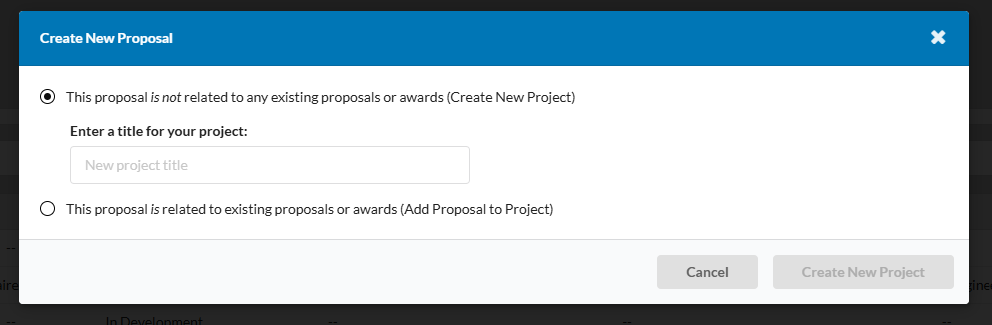 Create New Proposal
This proposal is not related to any existing proposals or awards (Create New Project)
Enter a title for your project:
New project title
This proposal is related to existing proposals or awards (Add Proposal to Project)
--
Cancel
Create New Project
In Development
--
--
--
--